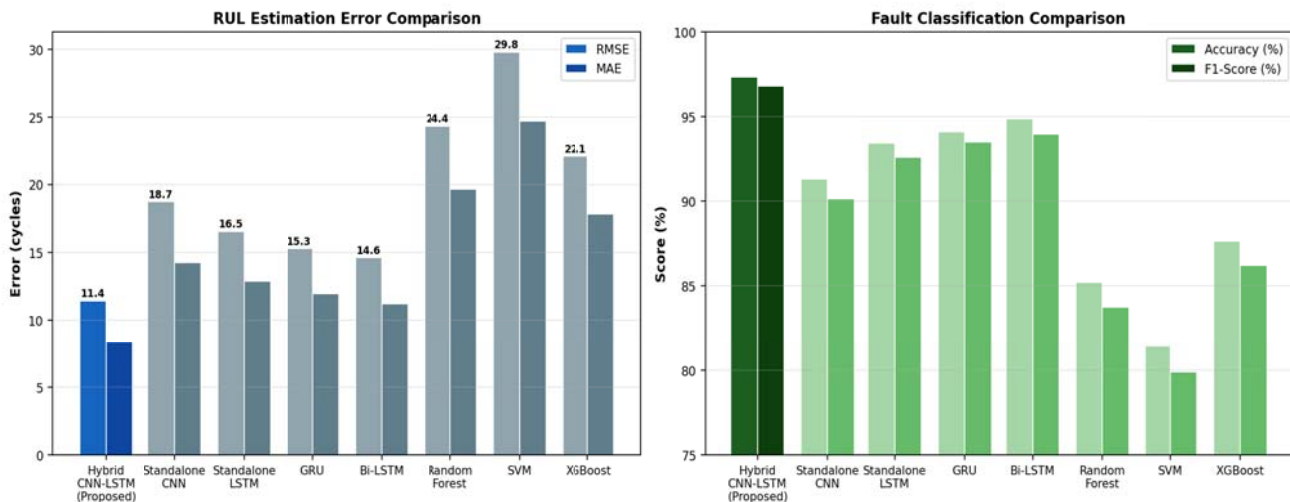 RUL Estimation Error Comparison
RMSE
MAE
Error (cycles)
30
25
20
15
10
5
0
11.4
18.7
16.5
15.3
14.6
24.4
29.8
22.1
Hybrid
CNN-LSTM
(Proposed)
Standalone
CNN
Standalone
LSTM
GRU
Bi-LSTM
Random
Forest
SVM
XGBoost
Fault Classification Comparison
Accuracy (%)
F1-Score (%)
Score (%)
100
95
90
85
80
75
Hybrid
CNN-LSTM
(Proposed)
Standalone
CNN
Standalone
LSTM
GRU
Bi-LSTM
Random
Forest
SVM
XGBoost